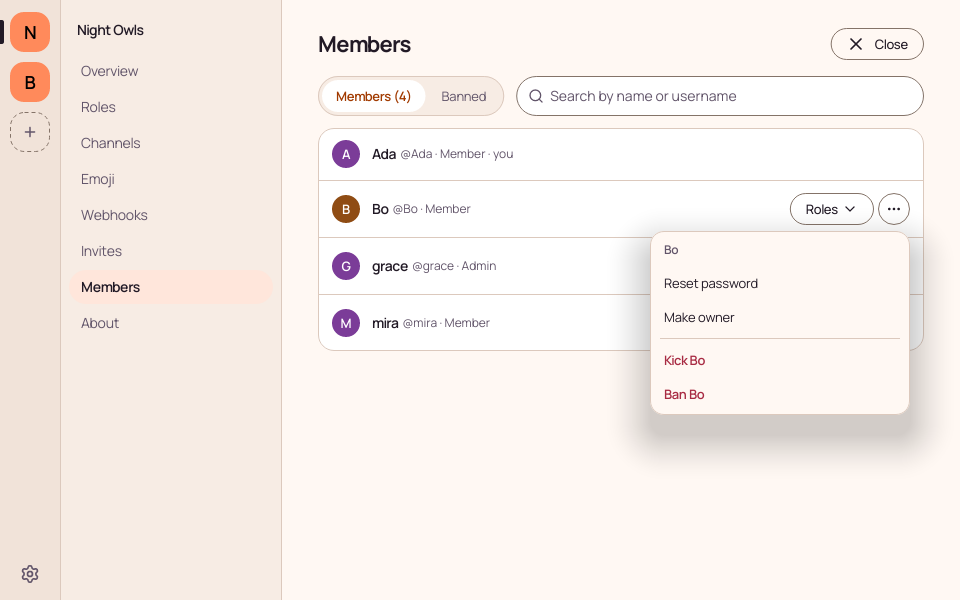 N
B
Night Owls
Overview
Roles
Channels
Emoji
Webhooks
Invites
Members
About
Members
Close
Members (4)
Banned
Search by name or username
A
Ada @Ada · Member · you
B
Bo @Bo · Member
Roles
G
grace @grace · Admin
M
mira @mira · Member
Bo
Reset password
Make owner
Kick Bo
Ban Bo